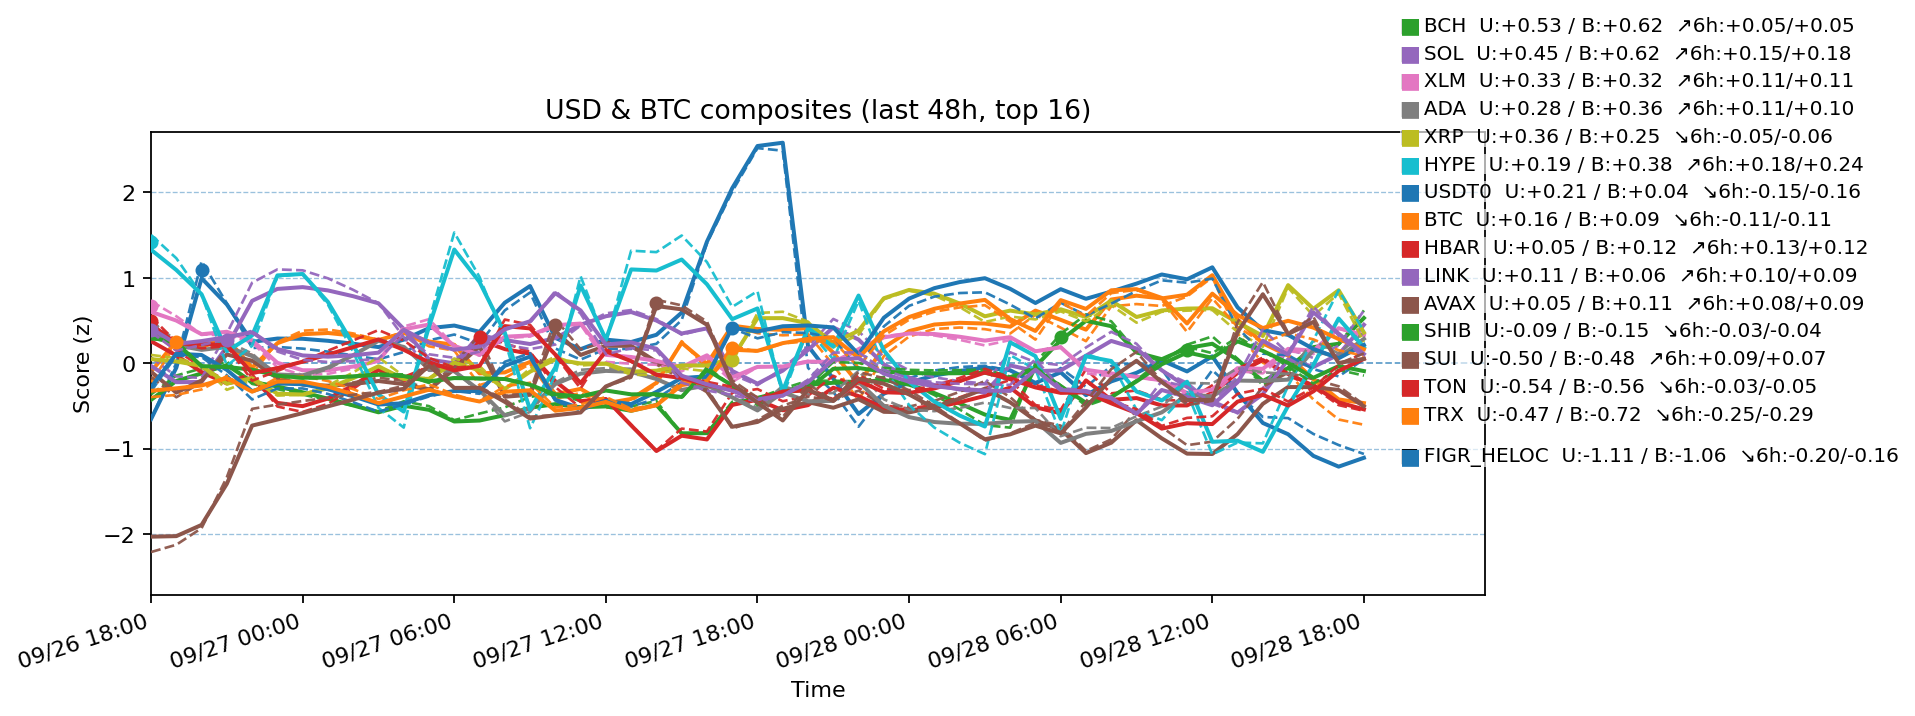 BCH U:+0.53 / B:+0.62 ↗6h:+0.05/+0.05
SOL U:+0.45 / B:+0.62 ↗6h:+0.15/+0.18
XLM U:+0.33 / B:+0.32 ↗6h:+0.11/+0.11
ADA U:+0.28 / B:+0.36 ↗6h:+0.11/+0.10
XRP U:+0.36 / B:+0.25 ↘6h:-0.05/-0.06
HYPE U:+0.19 / B:+0.38 ↗6h:+0.18/+0.24
USDT0 U:+0.21 / B:+0.04 ↘6h:-0.15/-0.16
BTC U:+0.16 / B:+0.09 ↘6h:-0.11/-0.11
HBAR U:+0.05 / B:+0.12 ↗6h:+0.13/+0.12
LINK U:+0.11 / B:+0.06 ↗6h:+0.10/+0.09
AVAX U:+0.05 / B:+0.11 ↗6h:+0.08/+0.09
SHIB U:-0.09 / B:-0.15 ↘6h:-0.03/-0.04
SUI U:-0.50 / B:-0.48 ↗6h:+0.09/+0.07
TON U:-0.54 / B:-0.56 ↘6h:-0.03/-0.05
TRX U:-0.47 / B:-0.72 ↘6h:-0.25/-0.29
FIGR_HELOC U:-1.11 / B:-1.06 ↘6h:-0.20/-0.16
USD & BTC composites (last 48h, top 16)
Score (z)
2
1
0
−1
−2
09/26 18:00
09/27 00:00
09/27 06:00
09/27 12:00
09/27 18:00
09/28 00:00
09/28 06:00
09/28 12:00
09/28 18:00
Time